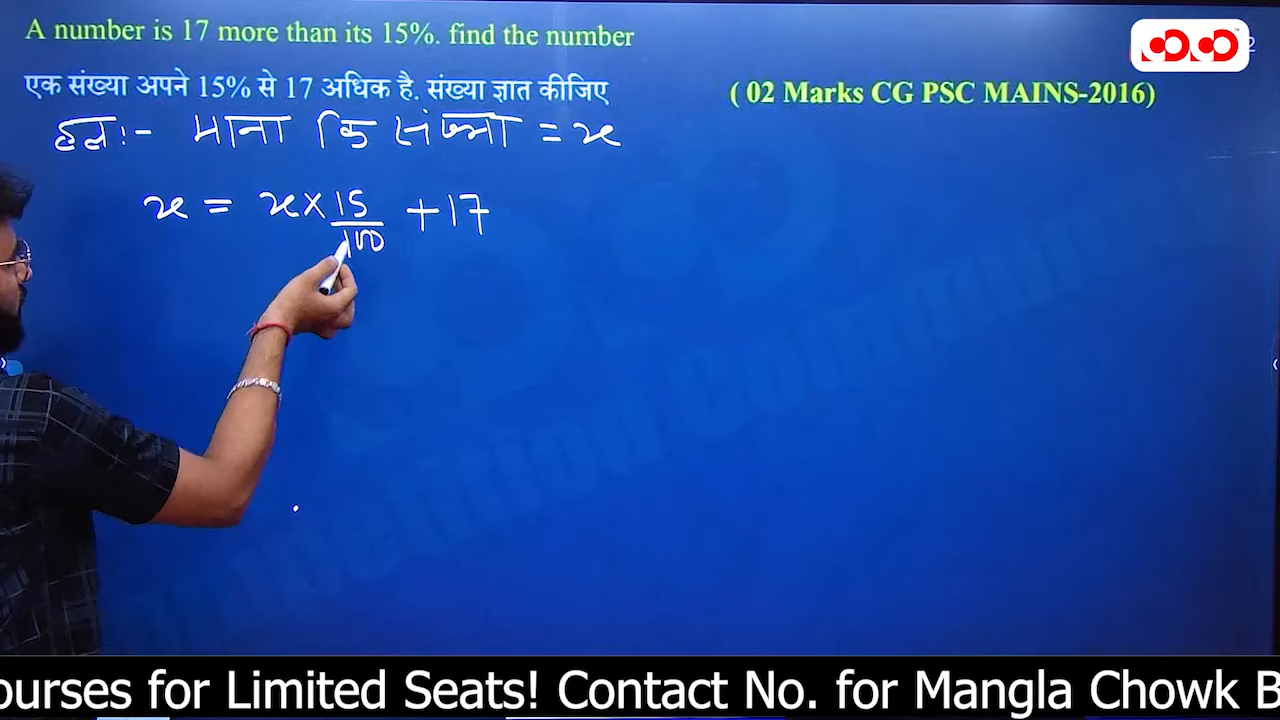 A number is 17 more than its 15%. find the number
एक संख्या अपने 15% से 17 अधिक है. संख्या ज्ञात कीजिए
( 02 Marks CG PSC MAINS-2016)
हल:- माना कि संख्या = x
x = x × 15/100 + 17
ourses for Limited Seats! Contact No. for Mangla Chowk B